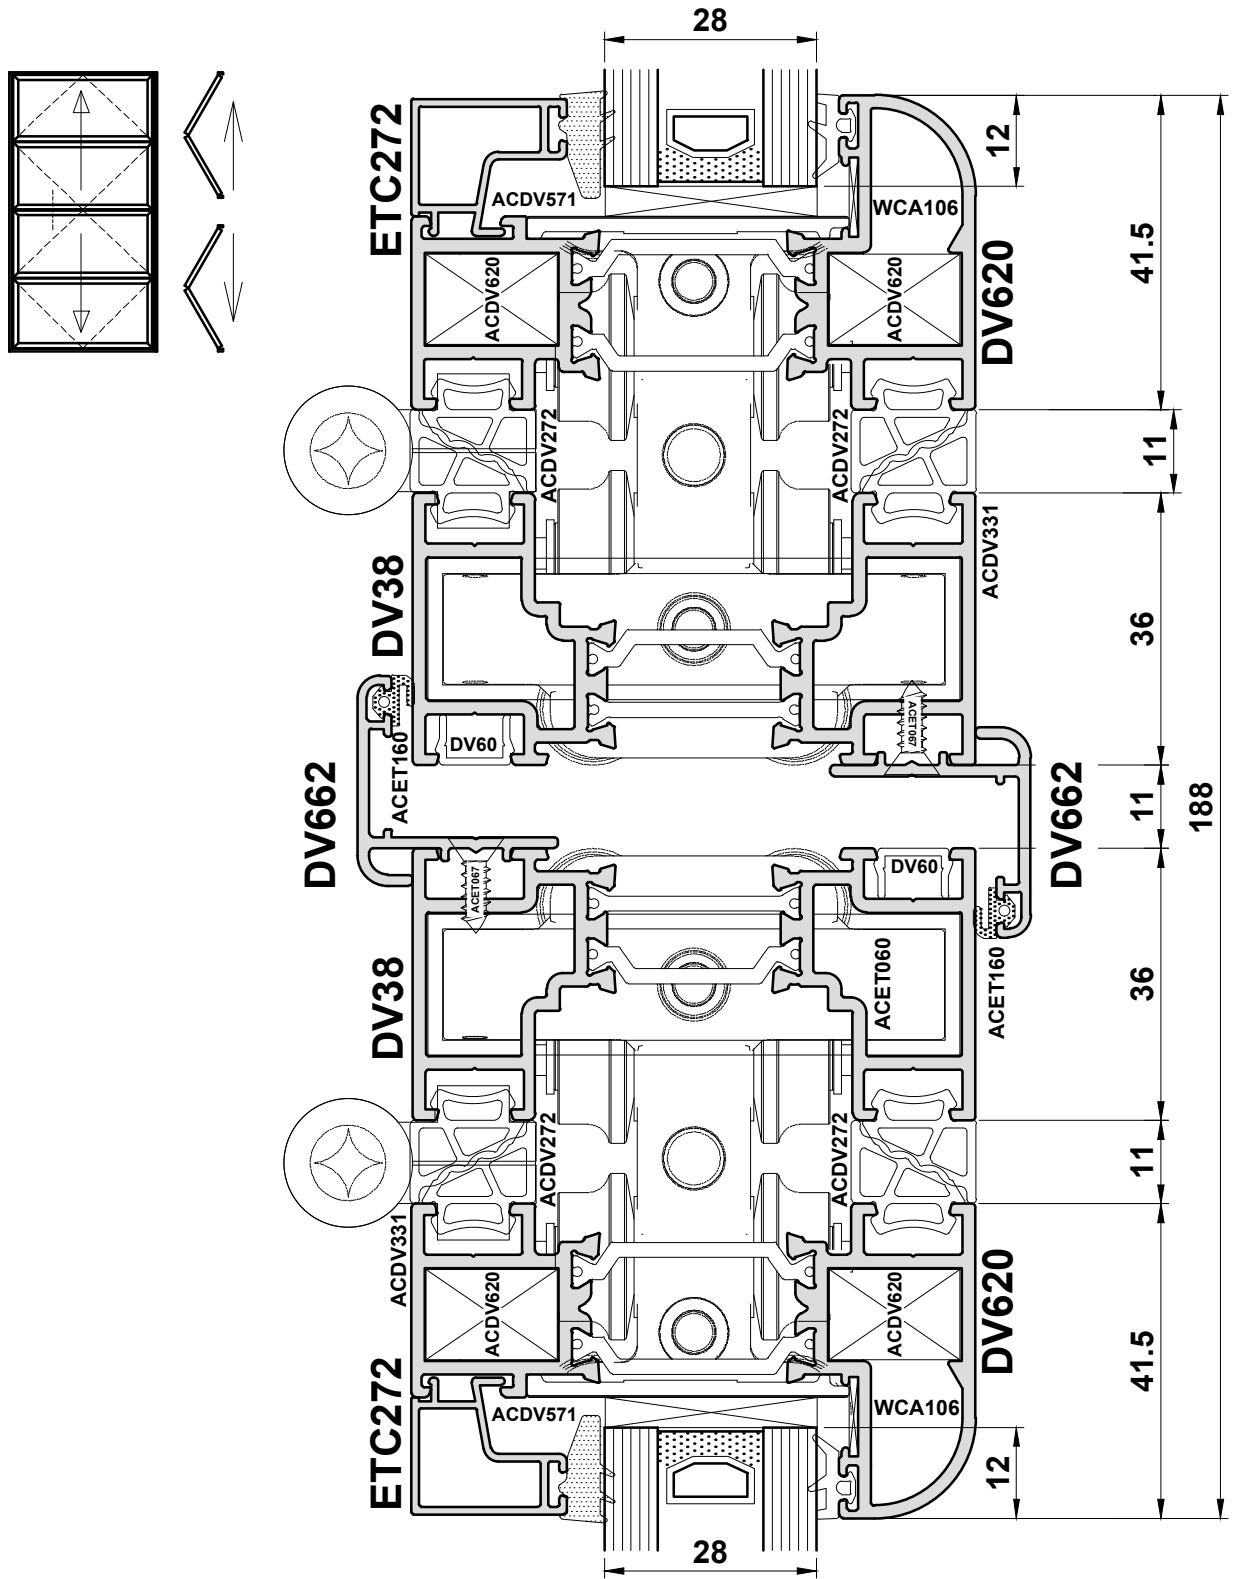 28
ETC272
12
41.5
ACDV571
WCA106
ACDV620
ACDV620
DV620
ACDV272
ACDV272
11
ACDV331
DV38
36
ACET067
DV60
ACET160
DV662
DV662
11
188
DV60
ACET067
ACET160
DV38
ACET060
36
ACDV272
ACDV272
11
ACDV331
ACDV620
ACDV620
DV620
41.5
ETC272
ACDV571
WCA106
12
28